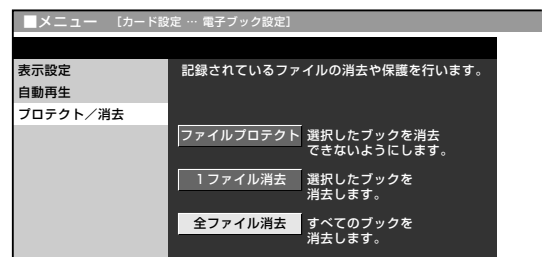 ■メニュー [カード設定 … 電子ブック設定]
表示設定
自動再生
プロテクト／消去
記録されているファイルの消去や保護を行います。
ファイルプロテクト 選択したブックを消去
できないようにします。
1ファイル消去 選択したブックを
消去します。
全ファイル消去 すべてのブックを
消去します。